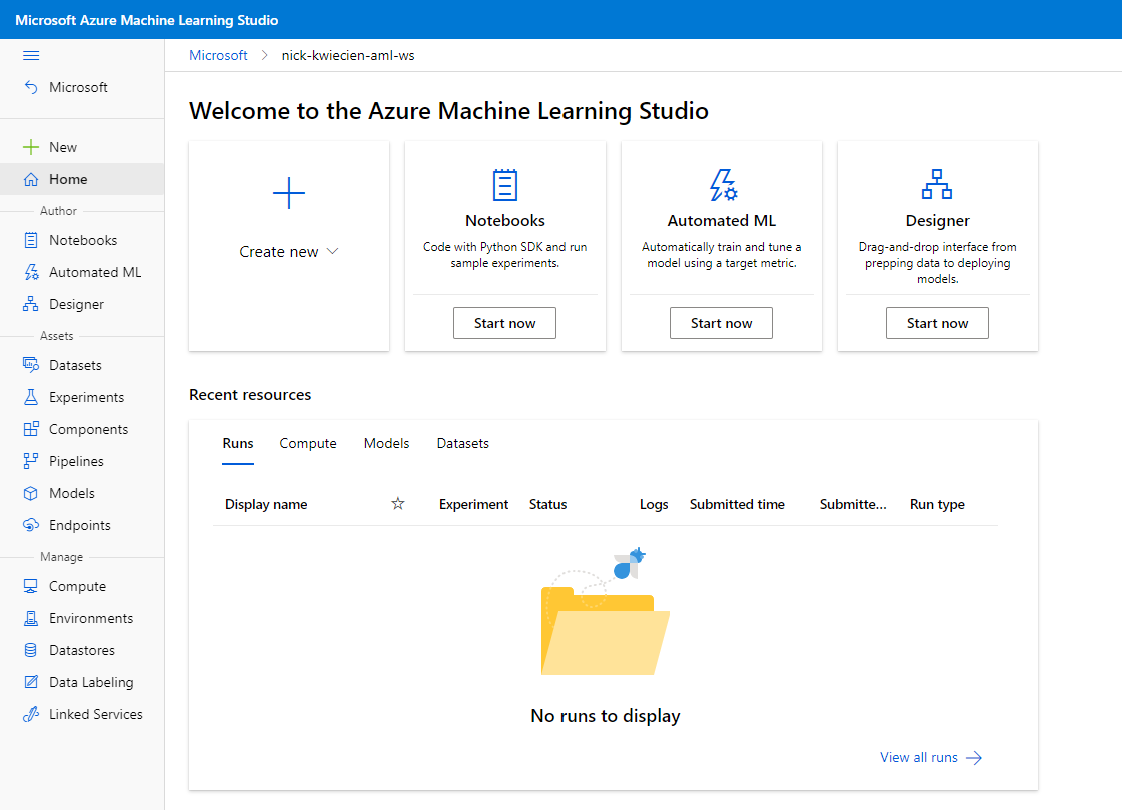 Microsoft Azure Machine Learning Studio
Microsoft
New
Home
Author
Notebooks
Automated ML
Designer
Assets
Datasets
Experiments
Components
Pipelines
Models
Endpoints
Manage
Compute
Environments
Datastores
Data Labeling
Linked Services
Microsoft > nick-kwiecien-aml-ws
Welcome to the Azure Machine Learning Studio
Create new
Notebooks
Code with Python SDK and run
sample experiments.
Start now
Automated ML
Automatically train and tune a
model using a target metric.
Start now
Designer
Drag-and-drop interface from
prepping data to deploying
models.
Start now
Recent resources
Runs Compute Models Datasets
Display name Experiment Status Logs Submitted time Submitte... Run type
No runs to display
View all runs